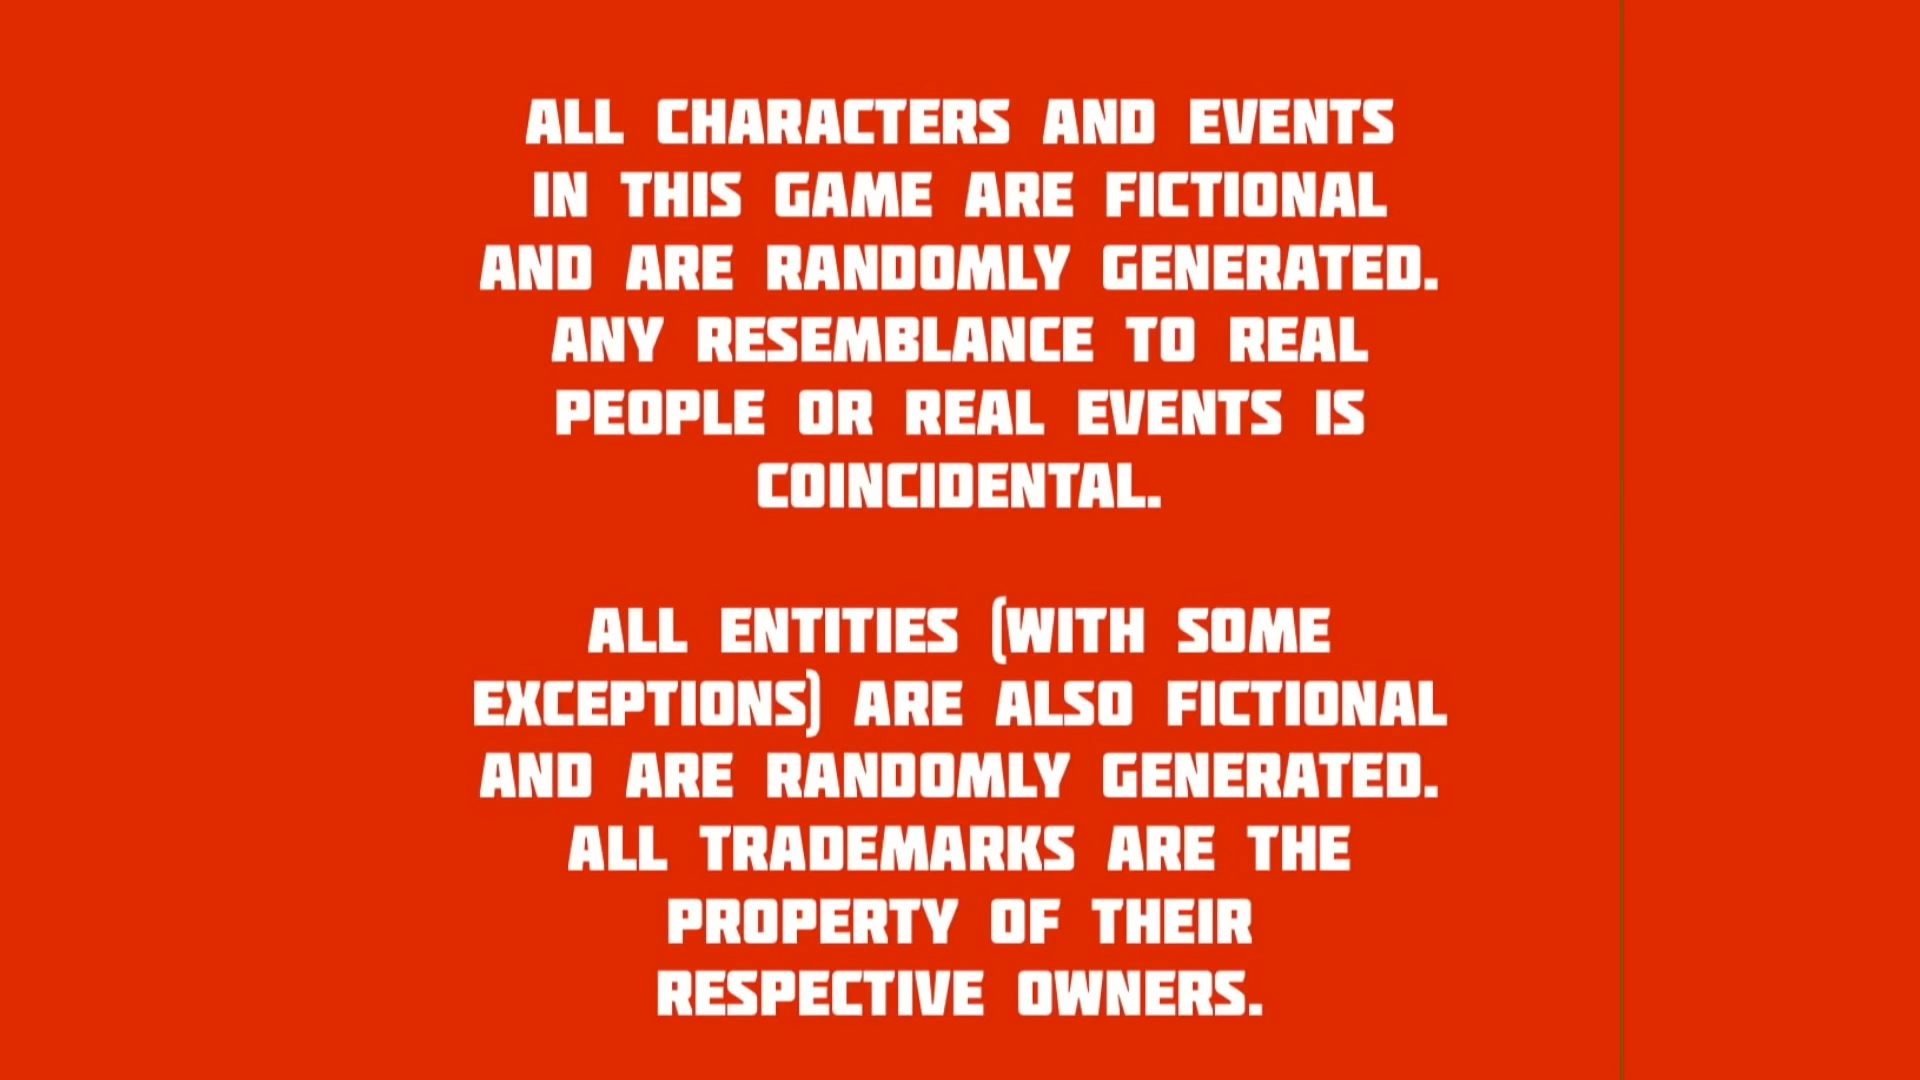 ALL CHARACTERS AND EVENTS
IN THIS GAME ARE FICTIONAL
AND ARE RANDOMLY GENERATED.
ANY RESEMBLANCE TO REAL
PEOPLE OR REAL EVENTS IS
COINCIDENTAL.
ALL ENTITIES (WITH SOME
EXCEPTIONS) ARE ALSO FICTIONAL
AND ARE RANDOMLY GENERATED.
ALL TRADEMARKS ARE THE
PROPERTY OF THEIR
RESPECTIVE OWNERS.